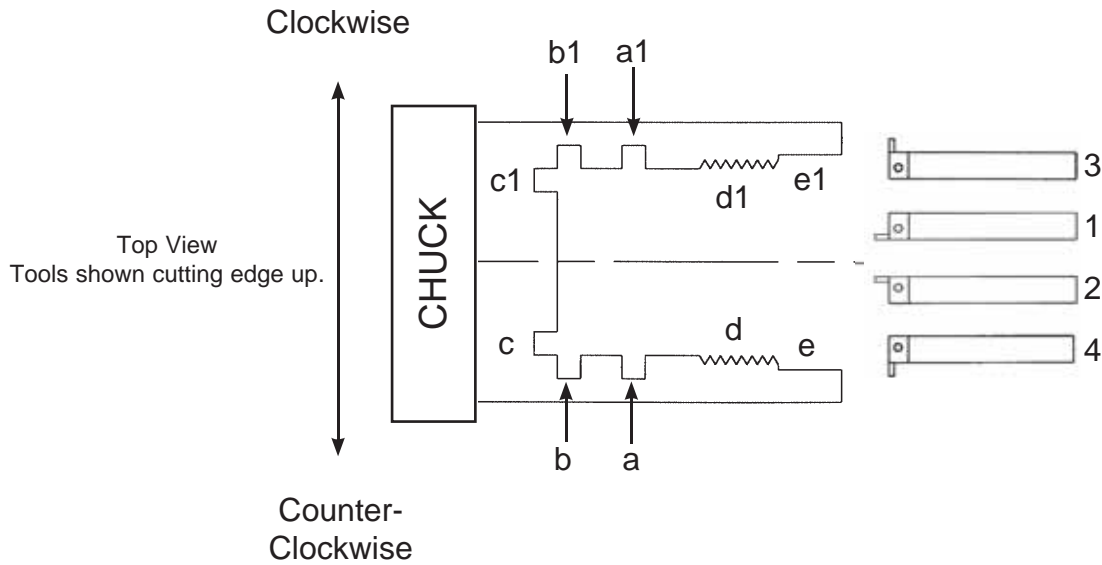 Clockwise
b1
a1
c1
d1
e1
3
1
Top View
Tools shown cutting edge up.
CHUCK
2
c
d
e
4
b
a
Counter-
Clockwise